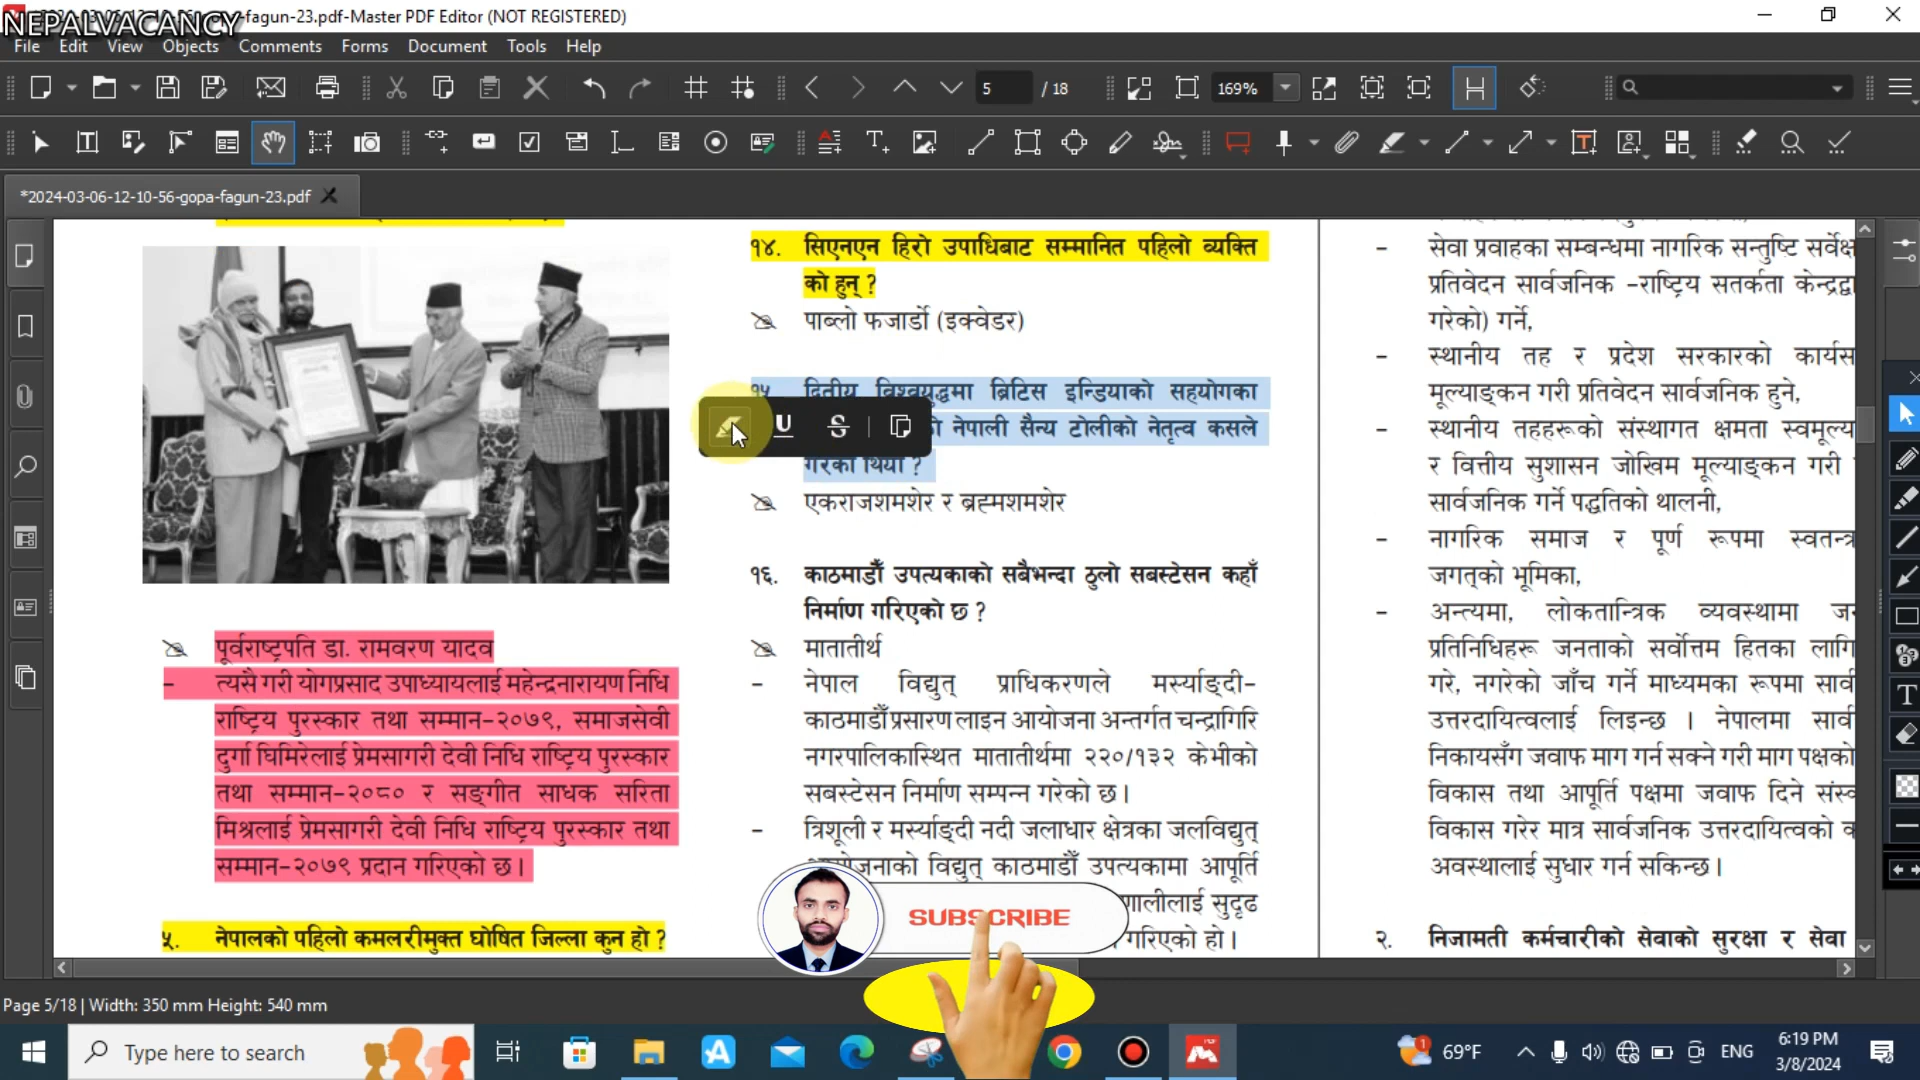 NEPALVACANCY
fagun-23.pdf-Master PDF Editor (NOT REGISTERED)
File Edit View Objects Comments Forms Document Tools Help
5 / 18
169%
*2024-03-06-12-10-56-gopa-fagun-23.pdf
१४. सिएनएन हिरो उपाधिबाट सम्मानित पहिलो व्यक्ति
को हुन् ?
पाब्लो फजार्डो (इक्वेडर)
१५. द्वितीय विश्वयुद्धमा ब्रिटिस इन्डियाको सहयोगका
नेपाली सैन्य टोलीको नेतृत्व कसले
गरेका थियो ?
एकराजशमशेर र ब्रह्मशमशेर
१६. काठमाडौँ उपत्यकाको सबैभन्दा ठुलो सबस्टेसन कहाँ
निर्माण गरिएको छ ?
मातातीर्थ
– नेपाल विद्युत् प्राधिकरणले मर्स्याङ्दी–
काठमाडौँ प्रसारण लाइन आयोजना अन्तर्गत चन्द्रागिरि
नगरपालिकास्थित मातातीर्थमा २२०/१३२ केभीको
सबस्टेसन निर्माण सम्पन्न गरेको छ।
– त्रिशूली र मर्स्याङ्दी नदी जलाधार क्षेत्रका जलविद्युत्
विद्युत् काठमाडौँ उपत्यकामा आपूर्ति
णालीलाई सुदृढ
गरिएको हो।
पूर्वराष्ट्रपति डा. रामवरण यादव
– त्यसै गरी योगप्रसाद उपाध्यायलाई महेन्द्रनारायण निधि
राष्ट्रिय पुरस्कार तथा सम्मान–२०७९, समाजसेवी
दुर्गा घिमिरेलाई प्रेमसागरी देवी निधि राष्ट्रिय पुरस्कार
तथा सम्मान–२०८० र सङ्गीत साधक सरिता
मिश्रलाई प्रेमसागरी देवी निधि राष्ट्रिय पुरस्कार तथा
सम्मान–२०७९ प्रदान गरिएको छ।
५. नेपालको पहिलो कमलरीमुक्त घोषित जिल्ला कुन हो ?
– सेवा प्रवाहका सम्बन्धमा नागरिक सन्तुष्टि सर्वेक्ष
प्रतिवेदन सार्वजनिक –राष्ट्रिय सतर्कता केन्द्रद्वा
गरेको) गर्ने,
– स्थानीय तह र प्रदेश सरकारको कार्यस
मूल्याङ्कन गरी प्रतिवेदन सार्वजनिक हुने,
– स्थानीय तहहरूको संस्थागत क्षमता स्वमूल्य
र वित्तीय सुशासन जोखिम मूल्याङ्कन गरी
सार्वजनिक गर्ने पद्धतिको थालनी,
– नागरिक समाज र पूर्ण रूपमा स्वतन्त्र
जगत्को भूमिका,
– अन्त्यमा, लोकतान्त्रिक व्यवस्थामा जन
प्रतिनिधिहरू जनताको सर्वोत्तम हितका लागि
गरे, नगरेको जाँच गर्ने माध्यमका रूपमा सार्व
उत्तरदायित्वलाई लिइन्छ । नेपालमा सार्व
निकायसँग जवाफ माग गर्न सक्ने गरी माग पक्षको
विकास तथा आपूर्ति पक्षमा जवाफ दिने संस्
विकास गरेर मात्र सार्वजनिक उत्तरदायित्वको
अवस्थालाई सुधार गर्न सकिन्छ।
२. निजामती कर्मचारीको सेवाको सुरक्षा र सेवा
SUBSCRIBE
Page 5/18 | Width: 350 mm Height: 540 mm
Type here to search
69°F
ENG
6:19 PM
3/8/2024